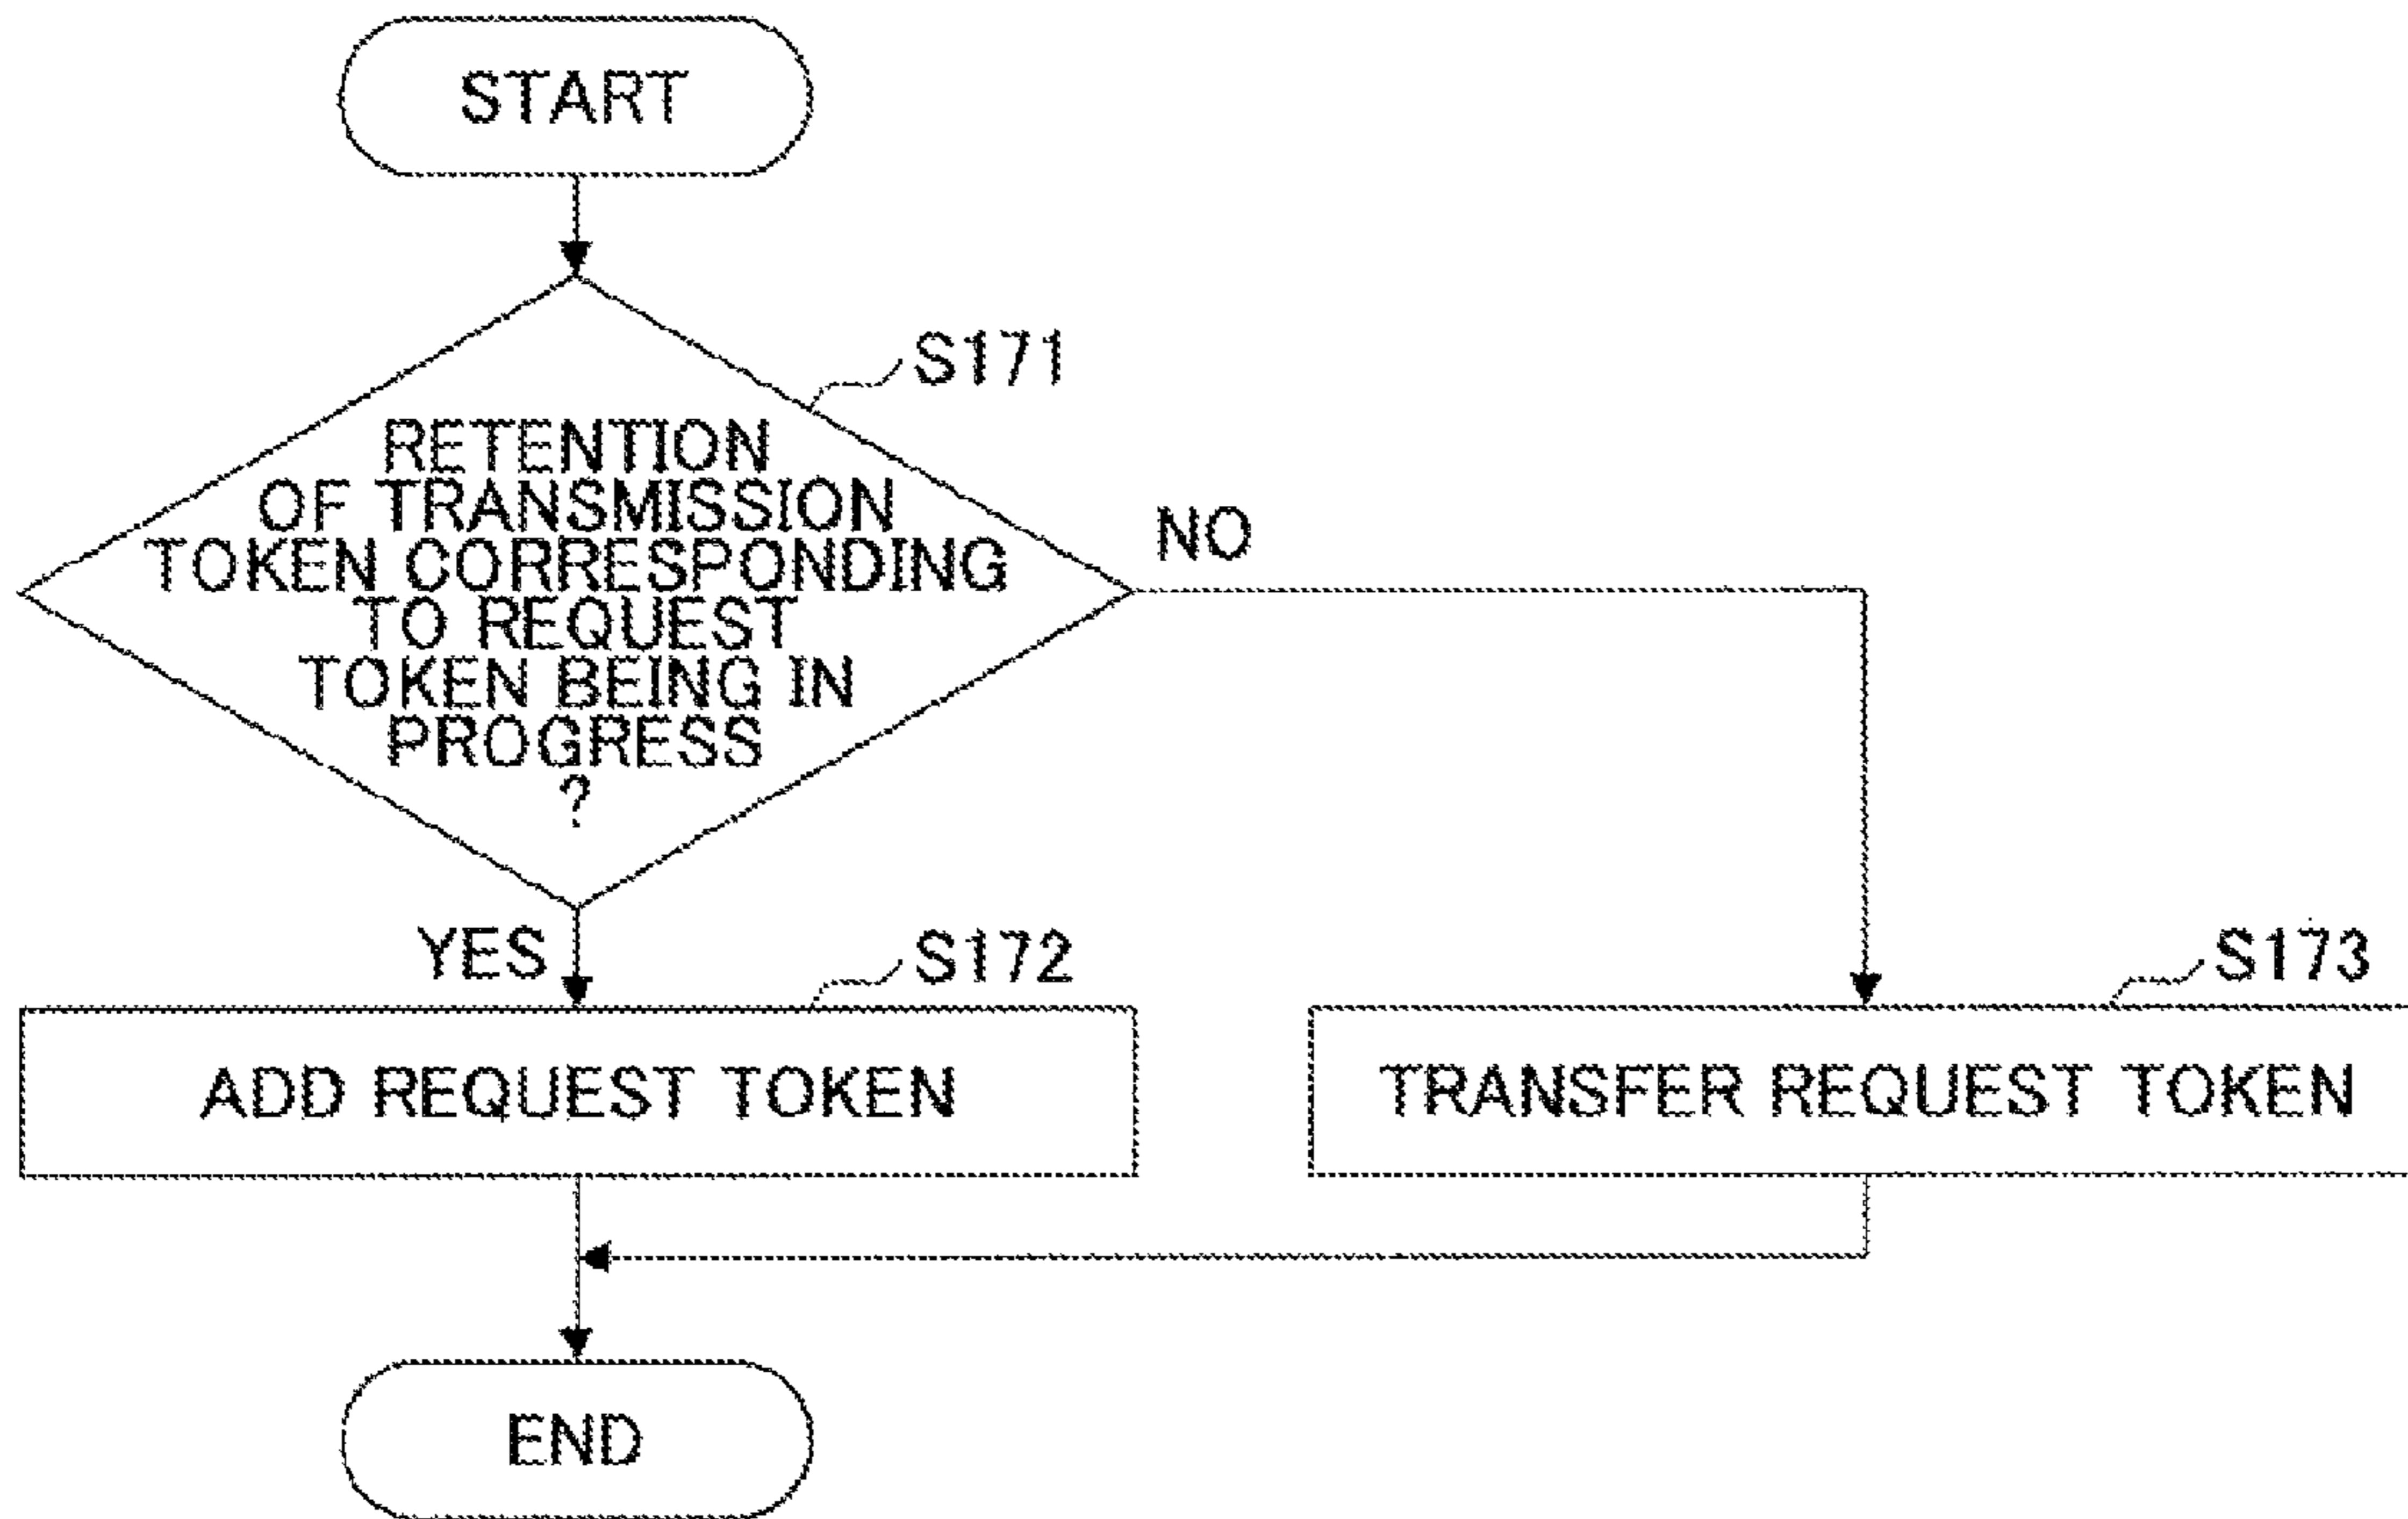 START
S171
RETENTION
OF TRANSMISSION
TOKEN CORRESPONDING
TO REQUEST
TOKEN BEING IN
PROGRESS
?
NO
YES
S172
S173
ADD REQUEST TOKEN
TRANSFER REQUEST TOKEN
END